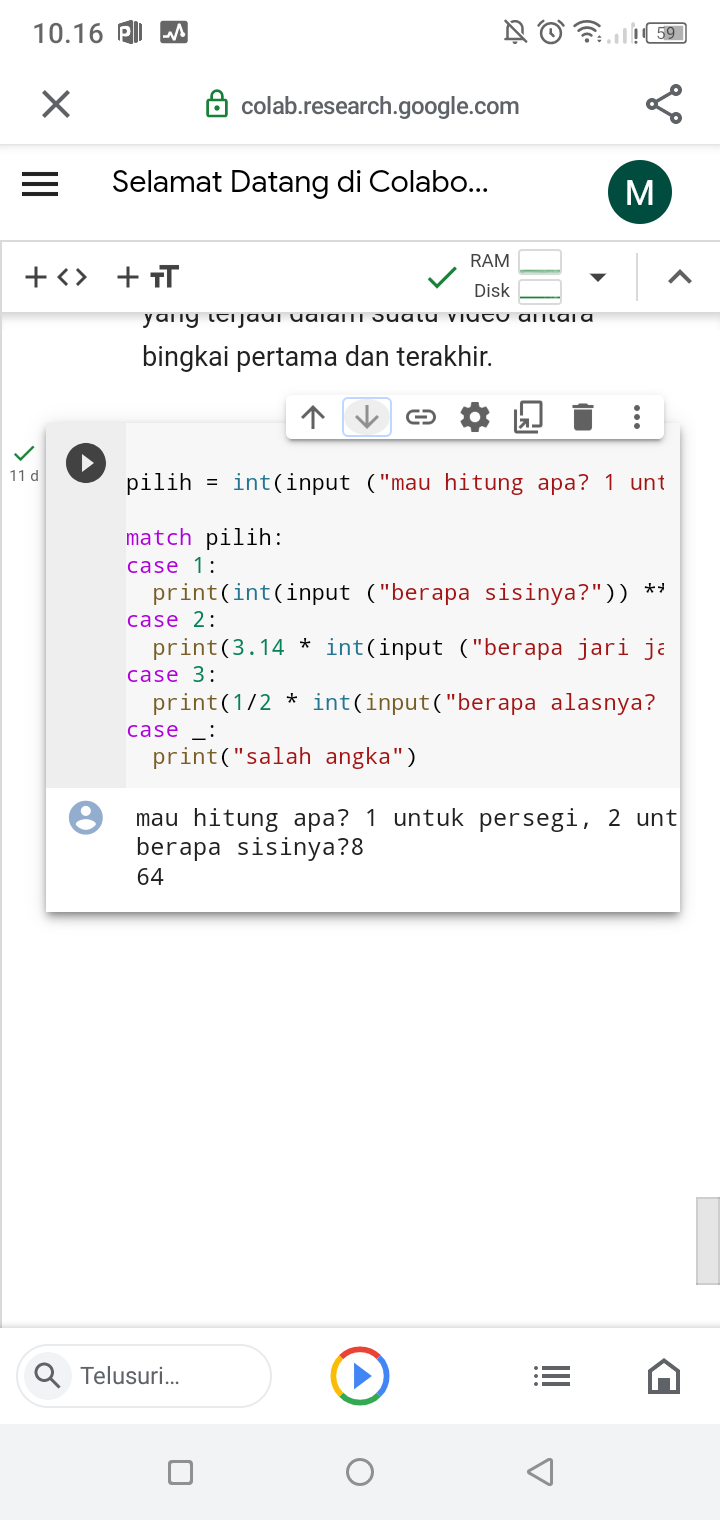 10.16
59
colab.research.google.com
Selamat Datang di Colabo...
M
RAM
Disk
yang terjadi dalam suatu video antara
bingkai pertama dan terakhir.
11 d
pilih = int(input ("mau hitung apa? 1 unt
match pilih:
case 1:
print(int(input ("berapa sisinya?")) **
case 2:
print(3.14 * int(input ("berapa jari ja
case 3:
print(1/2 * int(input("berapa alasnya?
case _:
print("salah angka")
mau hitung apa? 1 untuk persegi, 2 unt
berapa sisinya?8
64
Telusuri...